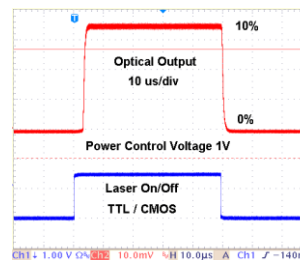 T
10%
Optical Output
10 us/div
0%
Power Control Voltage 1V
Laser On/Off
TTL / CMOS
Ch1 1.00 V Ω Ch2 10.0mV H 10.0µs A Ch1 -140m